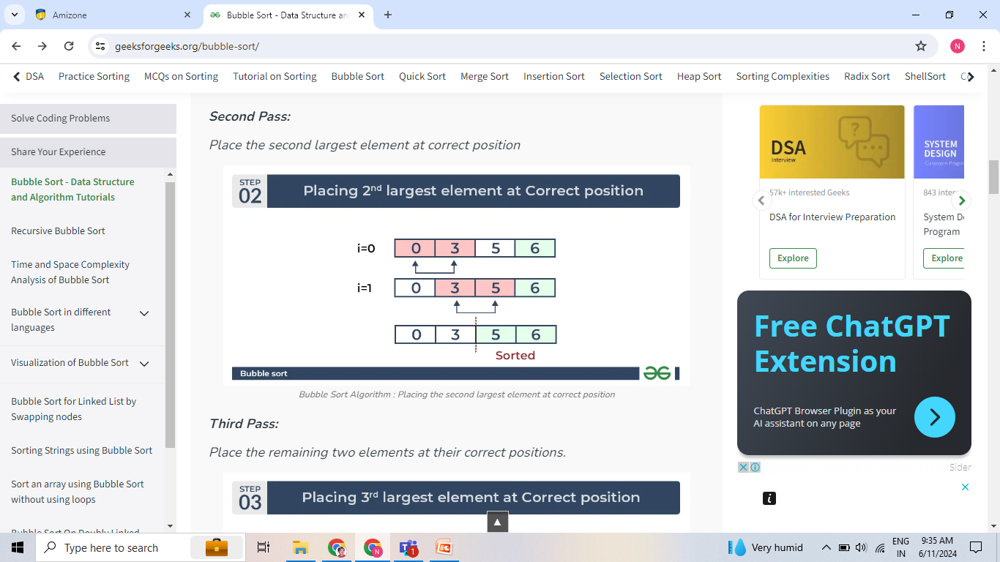 Amizone
Bubble Sort - Data Structure an
geeksforgeeks.org/bubble-sort/
N
DSA Practice Sorting MCQs on Sorting Tutorial on Sorting Bubble Sort Quick Sort Merge Sort Insertion Sort Selection Sort Heap Sort Sorting Complexities Radix Sort ShellSort
Solve Coding Problems
Share Your Experience
Bubble Sort - Data Structure
and Algorithm Tutorials
Recursive Bubble Sort
Time and Space Complexity
Analysis of Bubble Sort
Bubble Sort in different
languages
Visualization of Bubble Sort
Bubble Sort for Linked List by
Swapping nodes
Sorting Strings using Bubble Sort
Sort an array using Bubble Sort
without using loops
Bubble Sort On Doubly Linked
Second Pass:
Place the second largest element at correct position
STEP
02
Placing 2nd largest element at Correct position
i=0 0 3 5 6
i=1 0 3 5 6
0 3 5 6
Sorted
Bubble sort
Bubble Sort Algorithm : Placing the second largest element at correct position
Third Pass:
Place the remaining two elements at their correct positions.
STEP
03
Placing 3rd largest element at Correct position
DSA
Interview
57k+ interested Geeks
DSA for Interview Preparation
Explore
SYSTEM
DESIGN
Classroom Progra
843 inter
System De
Program
Explore
Free ChatGPT
Extension
ChatGPT Browser Plugin as your
AI assistant on any page
Sider
Type here to search
1
N
Very humid
ENG
IN
9:35 AM
6/11/2024